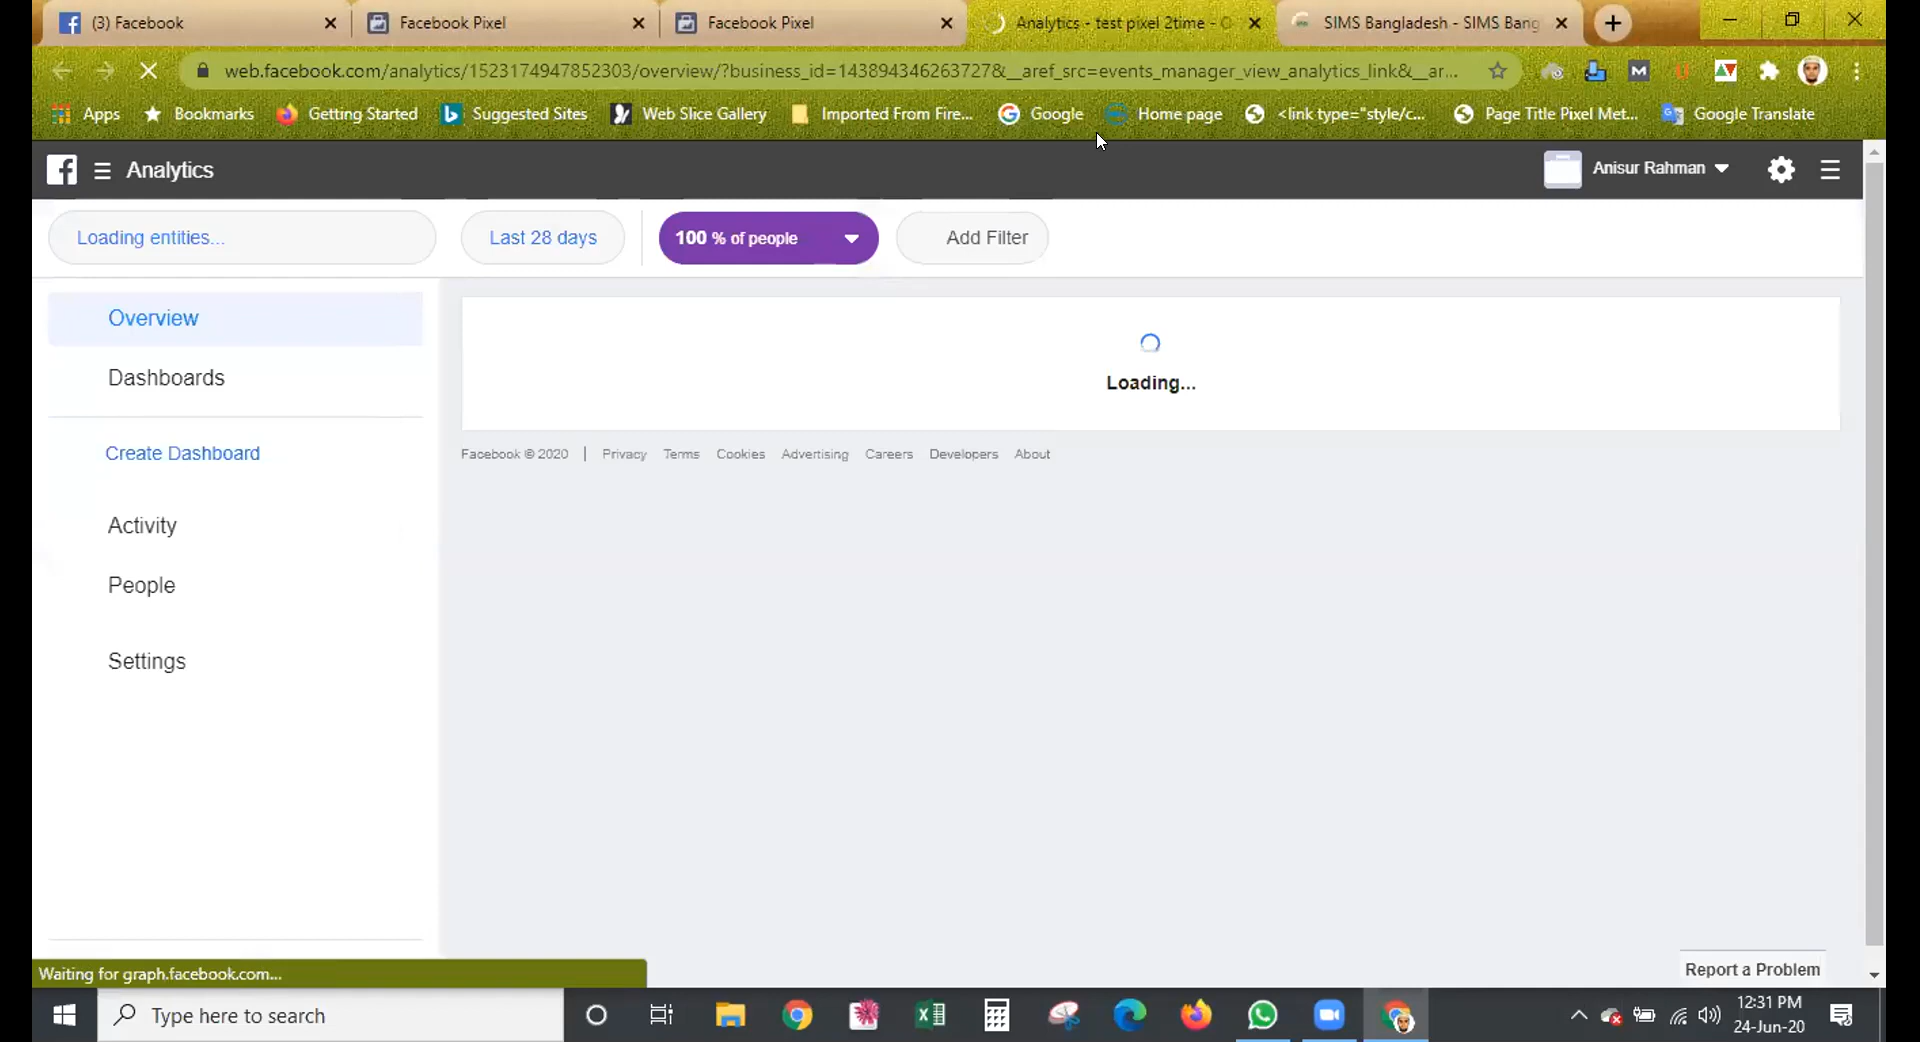 (3) Facebook
Facebook Pixel
Facebook Pixel
Analytics - test pixel 2time - O
SIMS Bangladesh - SIMS Bang
web.facebook.com/analytics/1523174947852303/overview/?business_id=143894346263727&__aref_src=events_manager_view_analytics_link&__ar...
Apps
Bookmarks
Getting Started
Suggested Sites
Web Slice Gallery
Imported From Fire...
Google
Home page
<link type="style/c...
Page Title Pixel Met...
Google Translate
Analytics
Anisur Rahman
Loading entities...
Last 28 days
100 % of people
Add Filter
Overview
Dashboards
Create Dashboard
Activity
People
Settings
Loading...
Facebook © 2020 | Privacy Terms Cookies Advertising Careers Developers About
Report a Problem
Waiting for graph.facebook.com...
Type here to search
12:31 PM
24-Jun-20